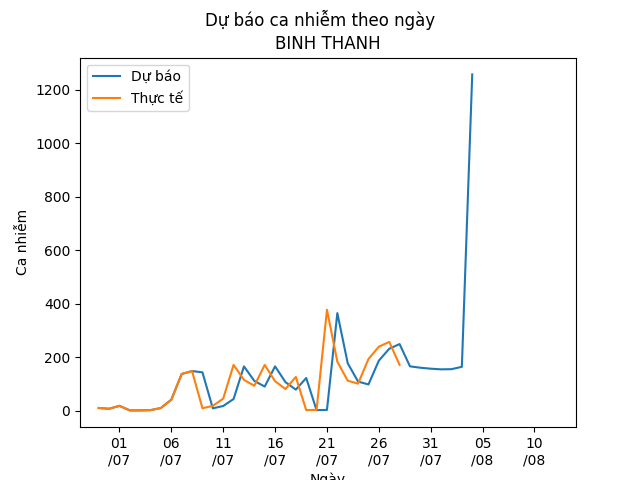 Dự báo ca nhiễm theo ngày
BINH THANH
Dự báo
Thực tế
Ca nhiễm
1200
1000
800
600
400
200
0
01 06 11 16 21 26 31 05 10
/07 /07 /07 /07 /07 /07 /07 /08 /08
Ngày